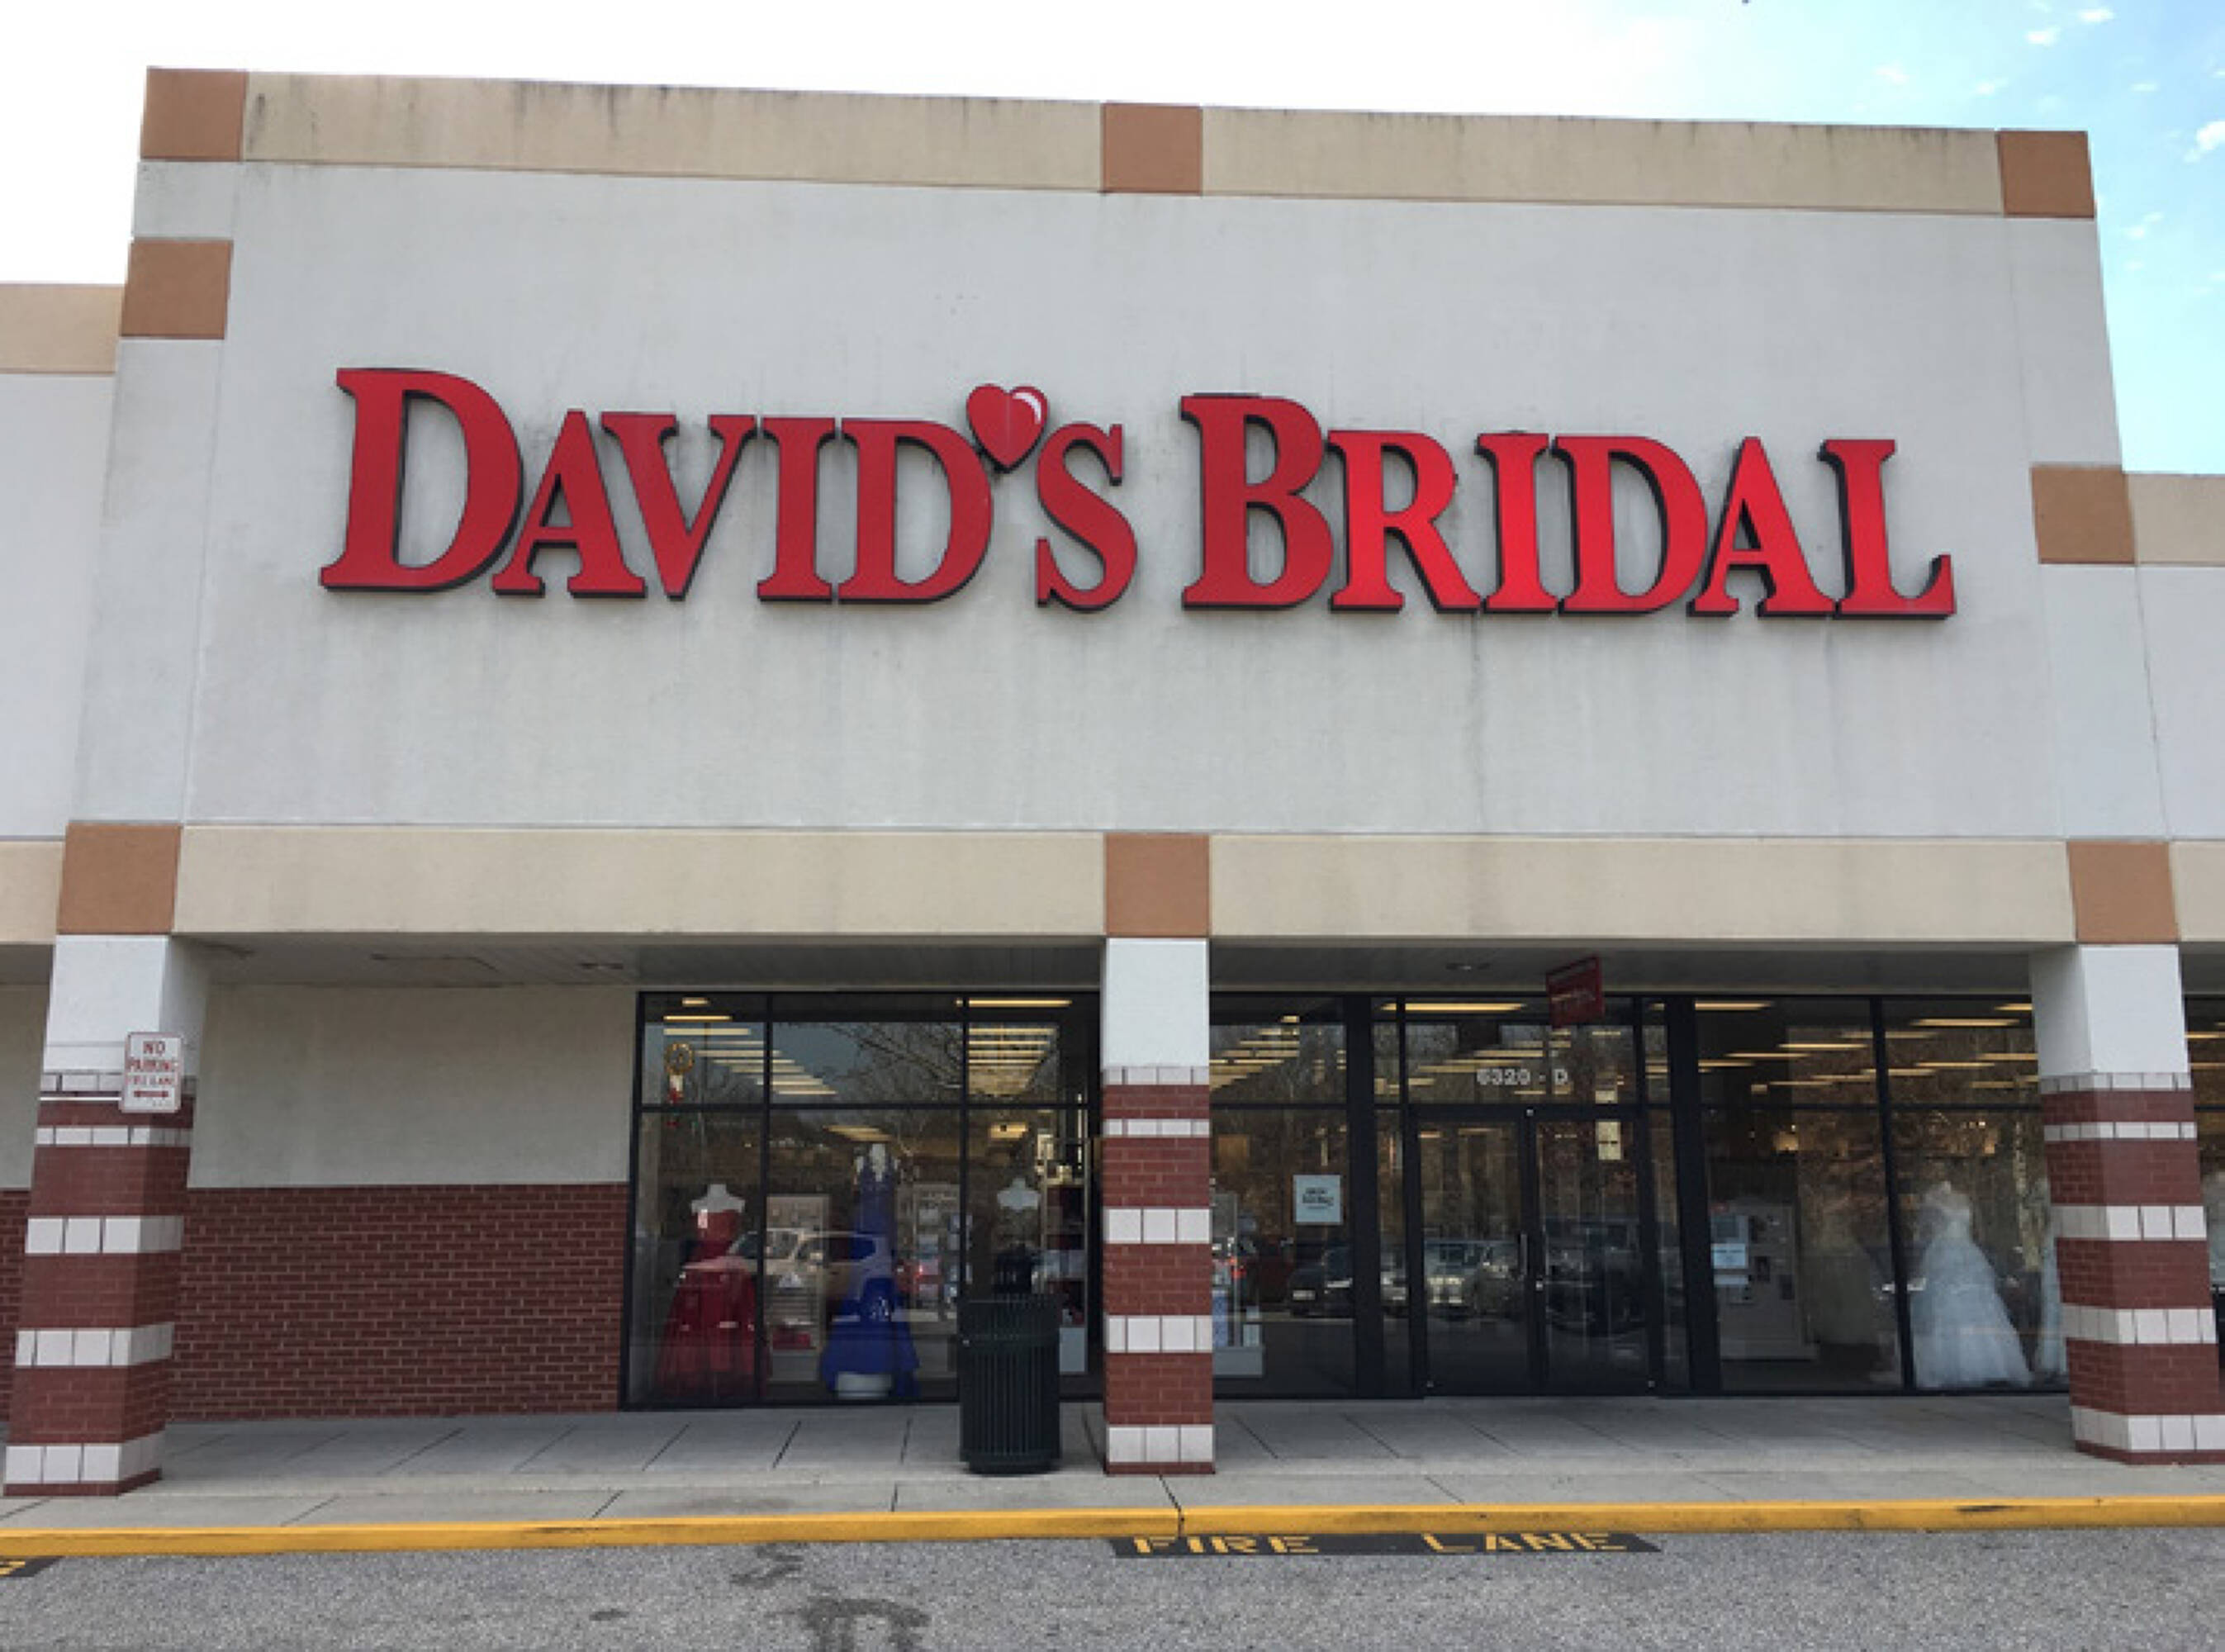 DAVID'S BRIDAL
NO
PARKING
FIRE LANE
6320 - D
FIRE LANE